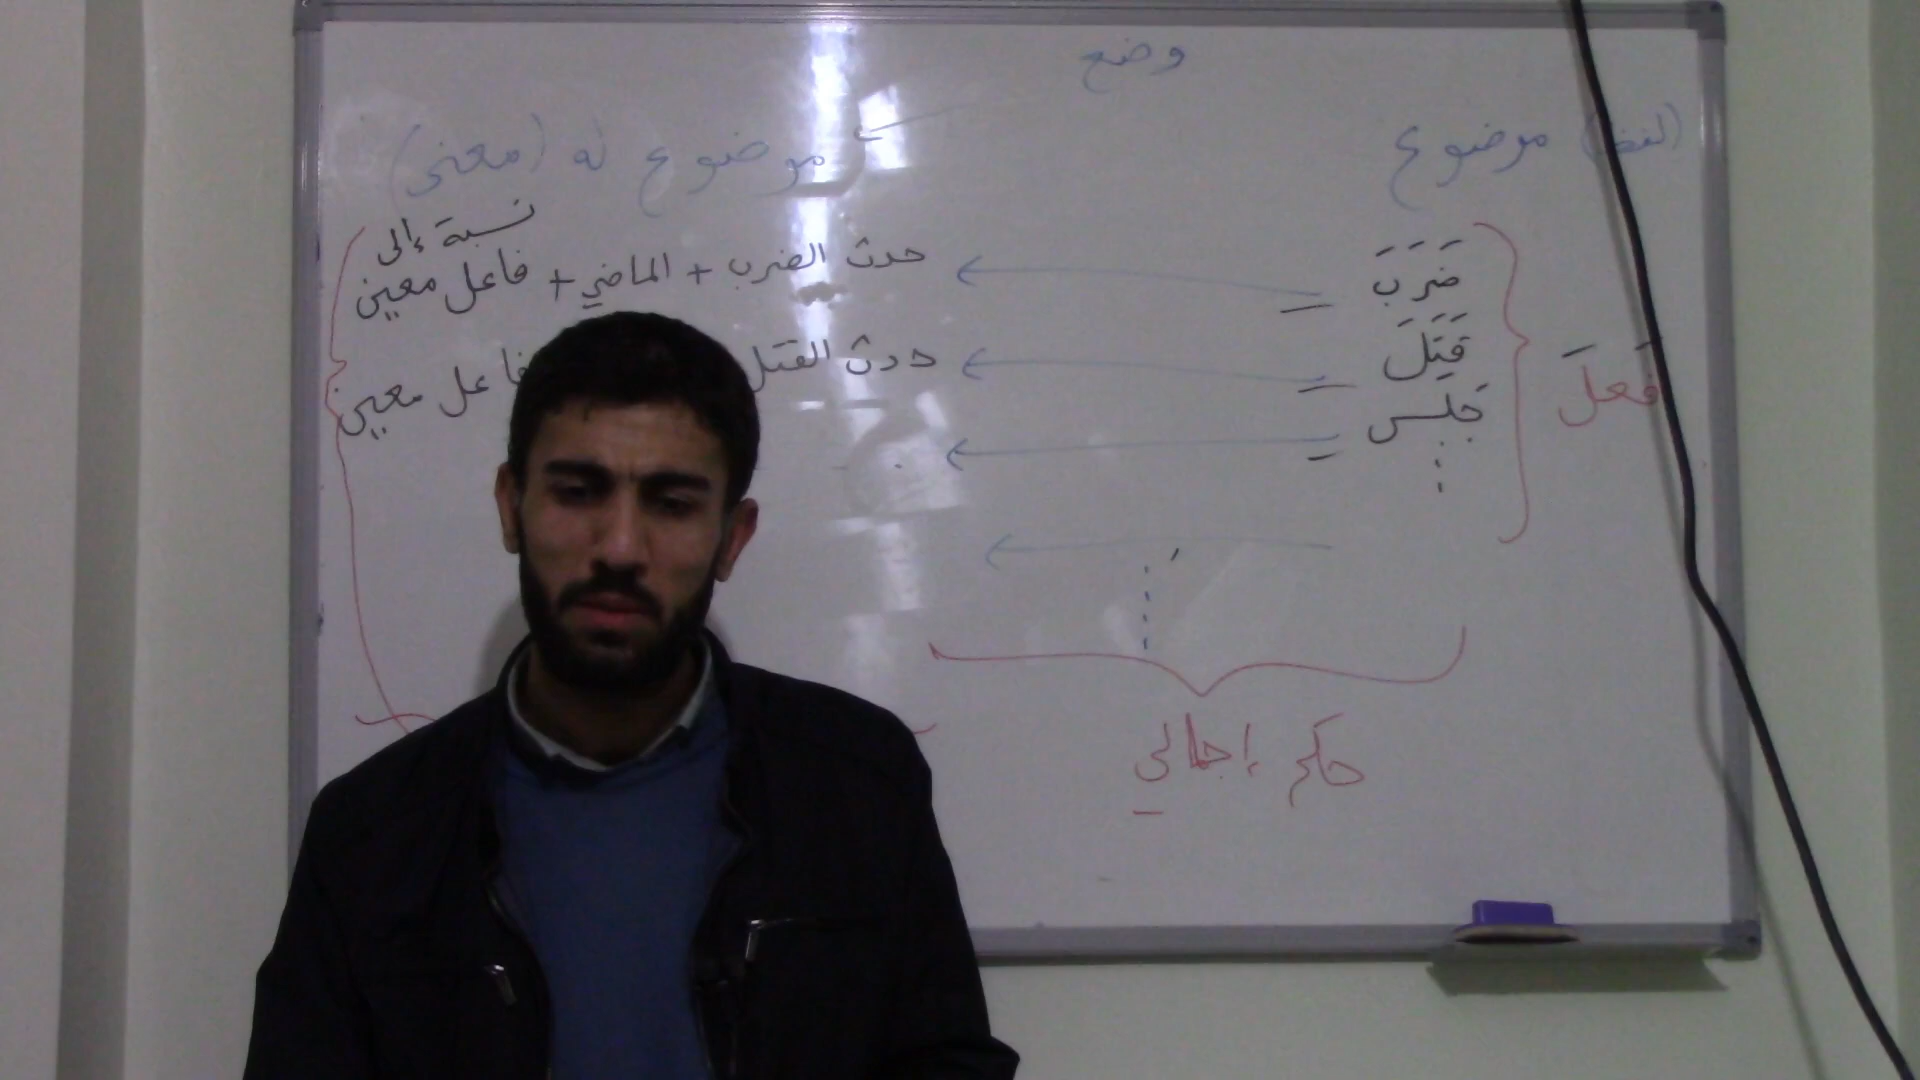 وضع
(لفظ) موضوع
موضوع له (معنى)
ضَرَبَ
حدث الضرب + الماضي + نسبة إلى فاعل معين
قَتَلَ
حدث القتل فاعل معين
جَلَس
فَعَلَ
حكم إجمالي